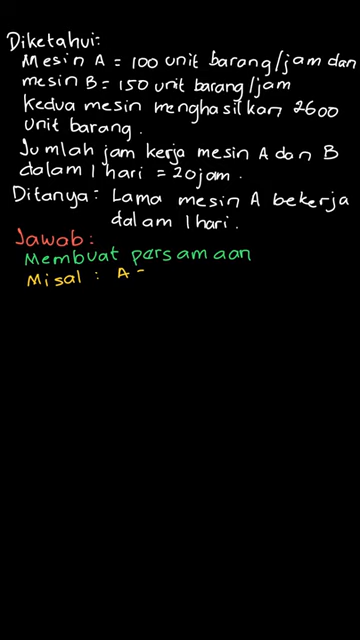 Diketahui:
Mesin A = 100 unit barang/jam dan
mesin B = 150 unit barang/jam
Kedua mesin menghasilkan 2600
unit barang.
Jumlah jam kerja mesin A dan B
dalam 1 hari = 20 jam.
Ditanya: Lama mesin A bekerja
dalam 1 hari.
Jawab:
Membuat persamaan
Misal : A -